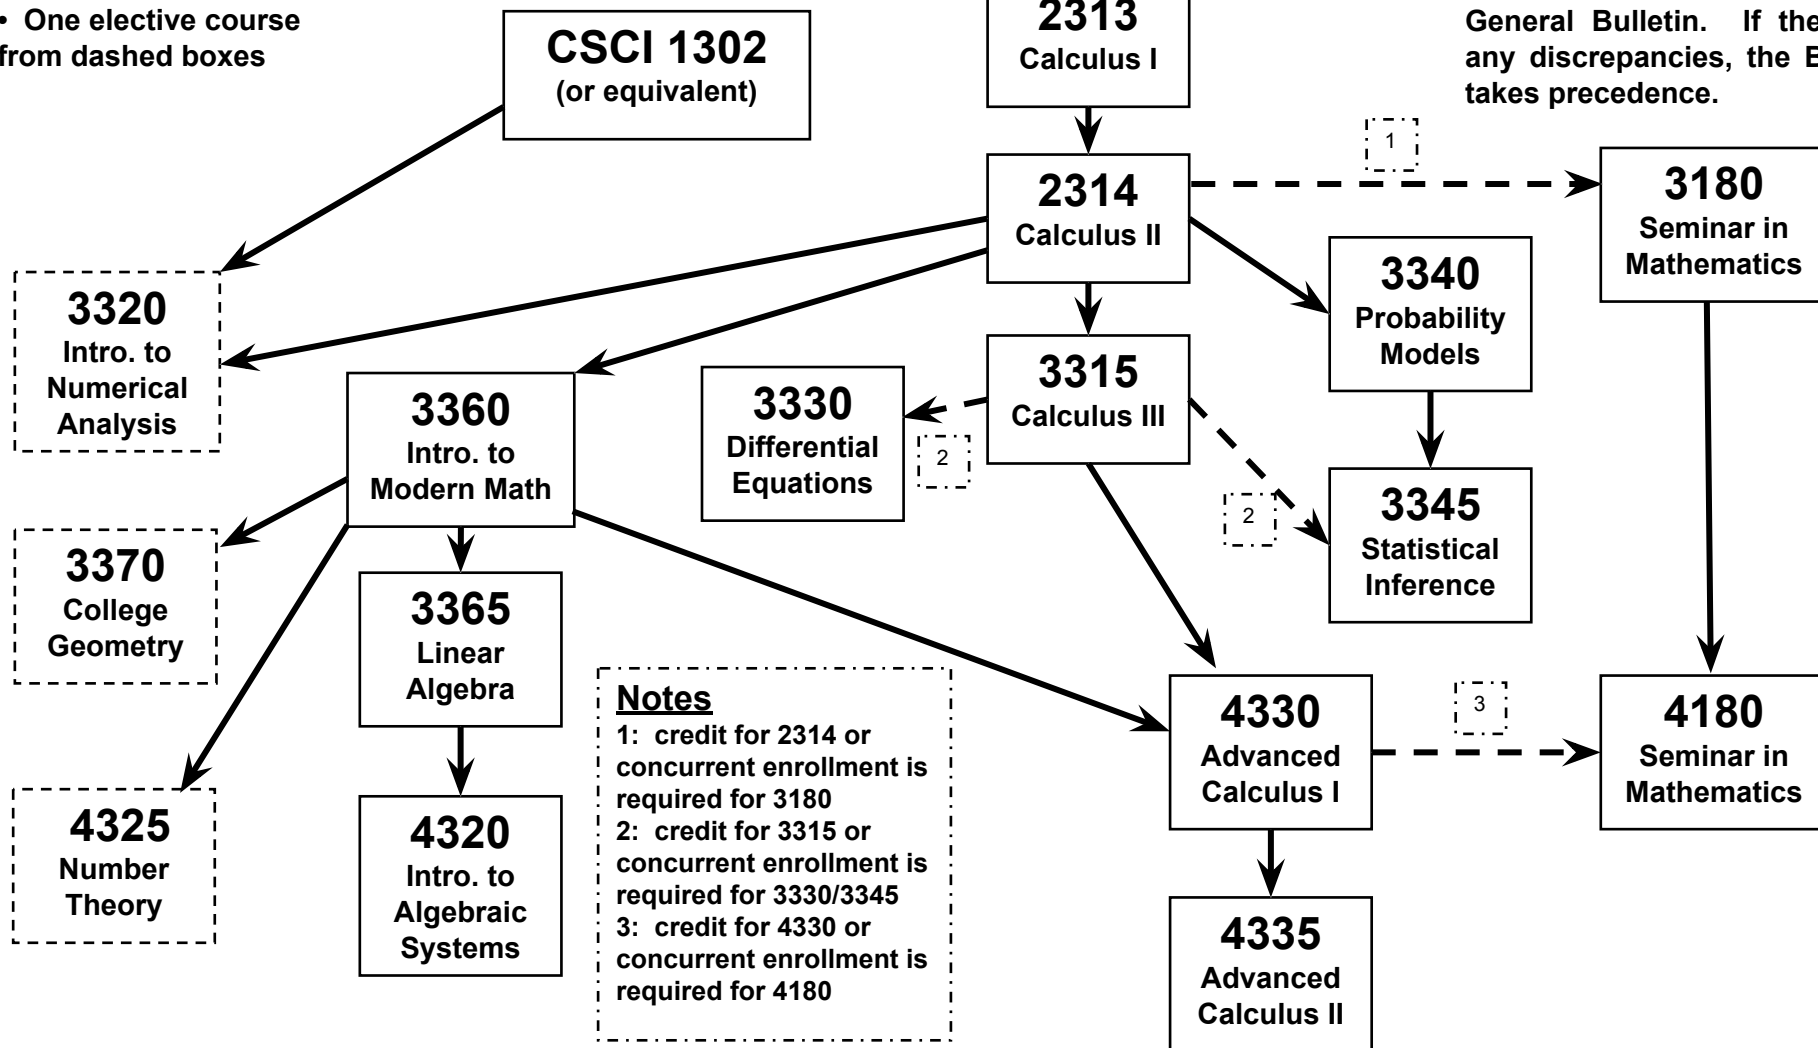 • One elective course
from dashed boxes
CSCI 1302
(or equivalent)
2313
Calculus I
General Bulletin. If the
any discrepancies, the
takes precedence.
1
2314
Calculus II
3180
Seminar in
Mathematics
3340
Probability
Models
3320
Intro. to
Numerical
Analysis
3360
Intro. to
Modern Math
3330
Differential
Equations
2
3315
Calculus III
2
3345
Statistical
Inference
3370
College
Geometry
3365
Linear
Algebra
Notes
1: credit for 2314 or
concurrent enrollment is
required for 3180
2: credit for 3315 or
concurrent enrollment is
required for 3330/3345
3: credit for 4330 or
concurrent enrollment is
required for 4180
4330
Advanced
Calculus I
3
4180
Seminar in
Mathematics
4325
Number
Theory
4320
Intro. to
Algebraic
Systems
4335
Advanced
Calculus II